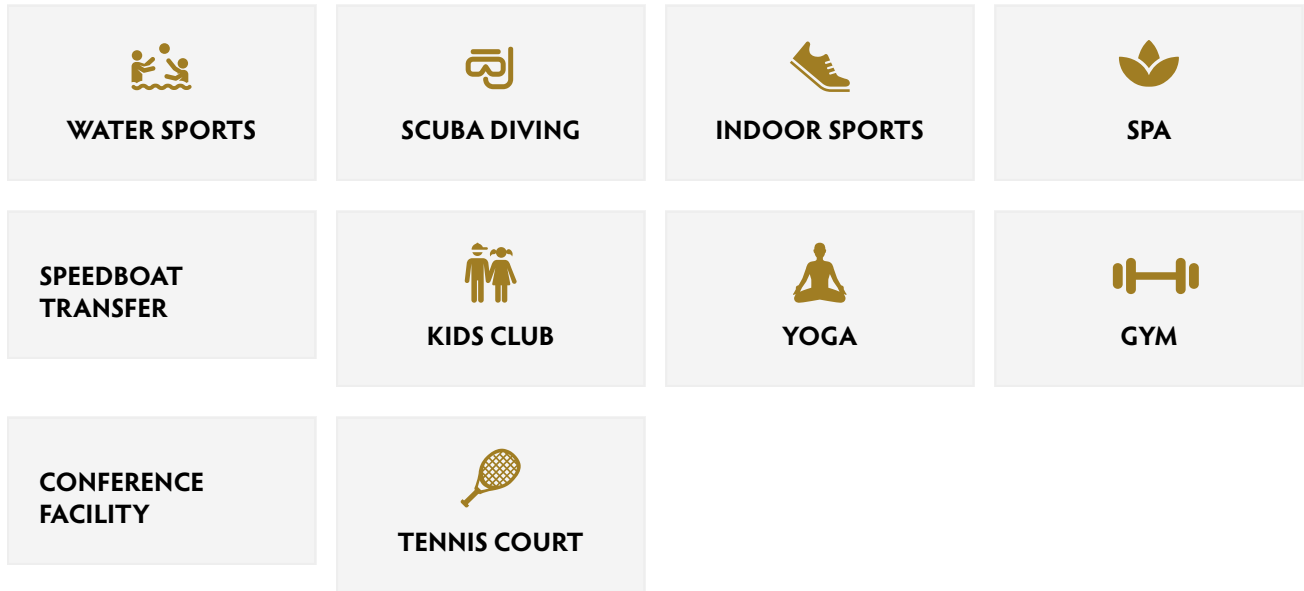 WATER SPORTS
SCUBA DIVING
INDOOR SPORTS
SPA
SPEEDBOAT
TRANSFER
KIDS CLUB
YOGA
GYM
CONFERENCE
FACILITY
TENNIS COURT